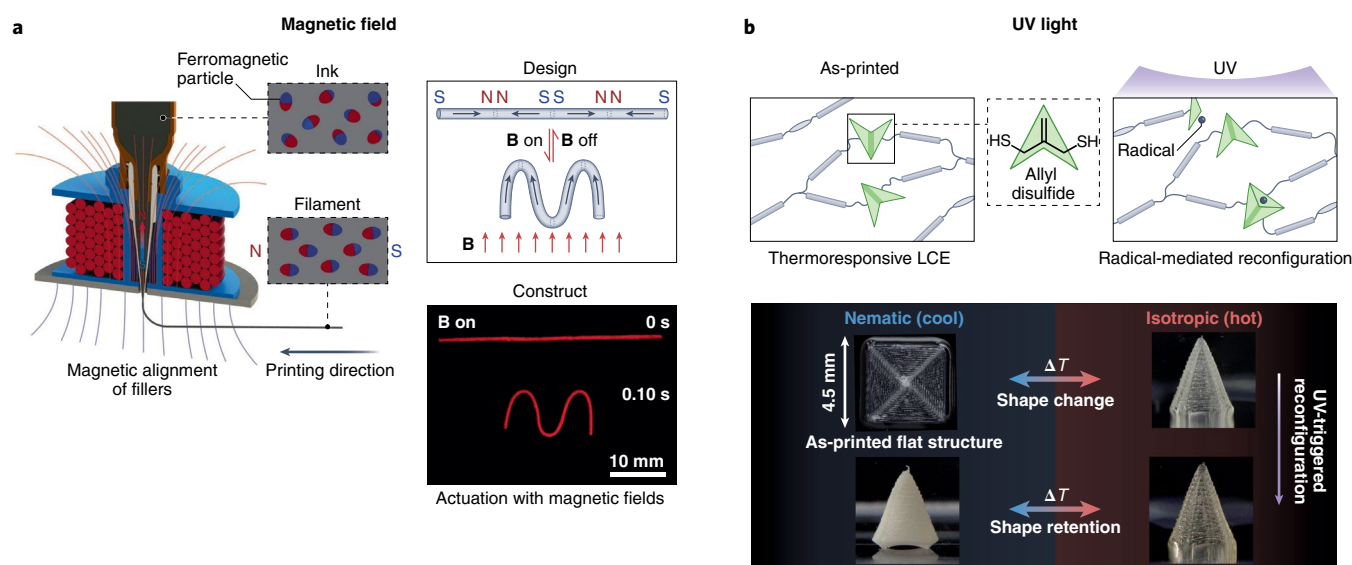 a
Magnetic field
Ferromagnetic
particle
Ink
Filament
N
S
Magnetic alignment
of fillers
Printing direction
Design
S N N S S N N S
B on B off
B
Construct
B on
0 s
0.10 s
10 mm
Actuation with magnetic fields
b
UV light
As-printed
UV
HS
SH
Allyl
disulfide
Radical
Thermoresponsive LCE
Radical-mediated reconfiguration
Nematic (cool)
Isotropic (hot)
4.5 mm
ΔT
Shape change
As-printed flat structure
ΔT
Shape retention
UV-triggered
reconfiguration